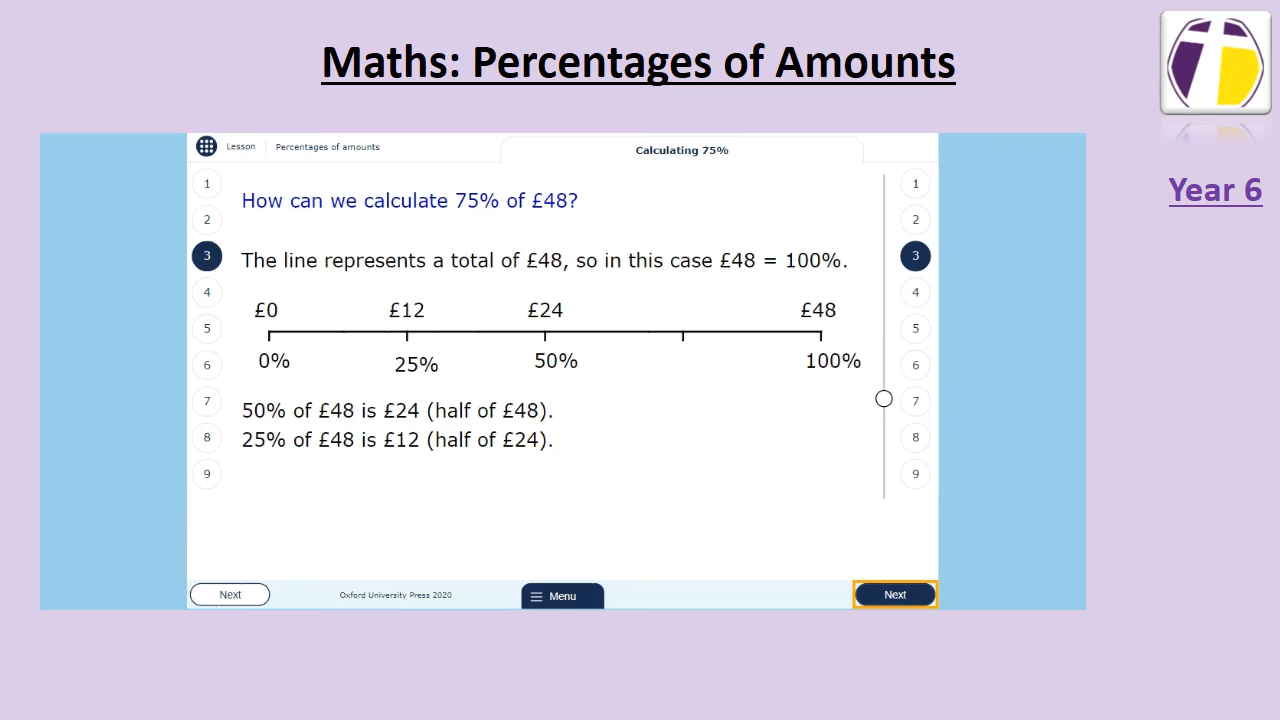 Maths: Percentages of Amounts
Year 6
Lesson
Percentages of amounts
Calculating 75%
1
2
3
4
5
6
7
8
9
How can we calculate 75% of £48?
The line represents a total of £48, so in this case £48 = 100%.
£0 £12 £24 £48
0% 25% 50% 100%
50% of £48 is £24 (half of £48).
25% of £48 is £12 (half of £24).
1
2
3
4
5
6
7
8
9
Next
Oxford University Press 2020
Menu
Next